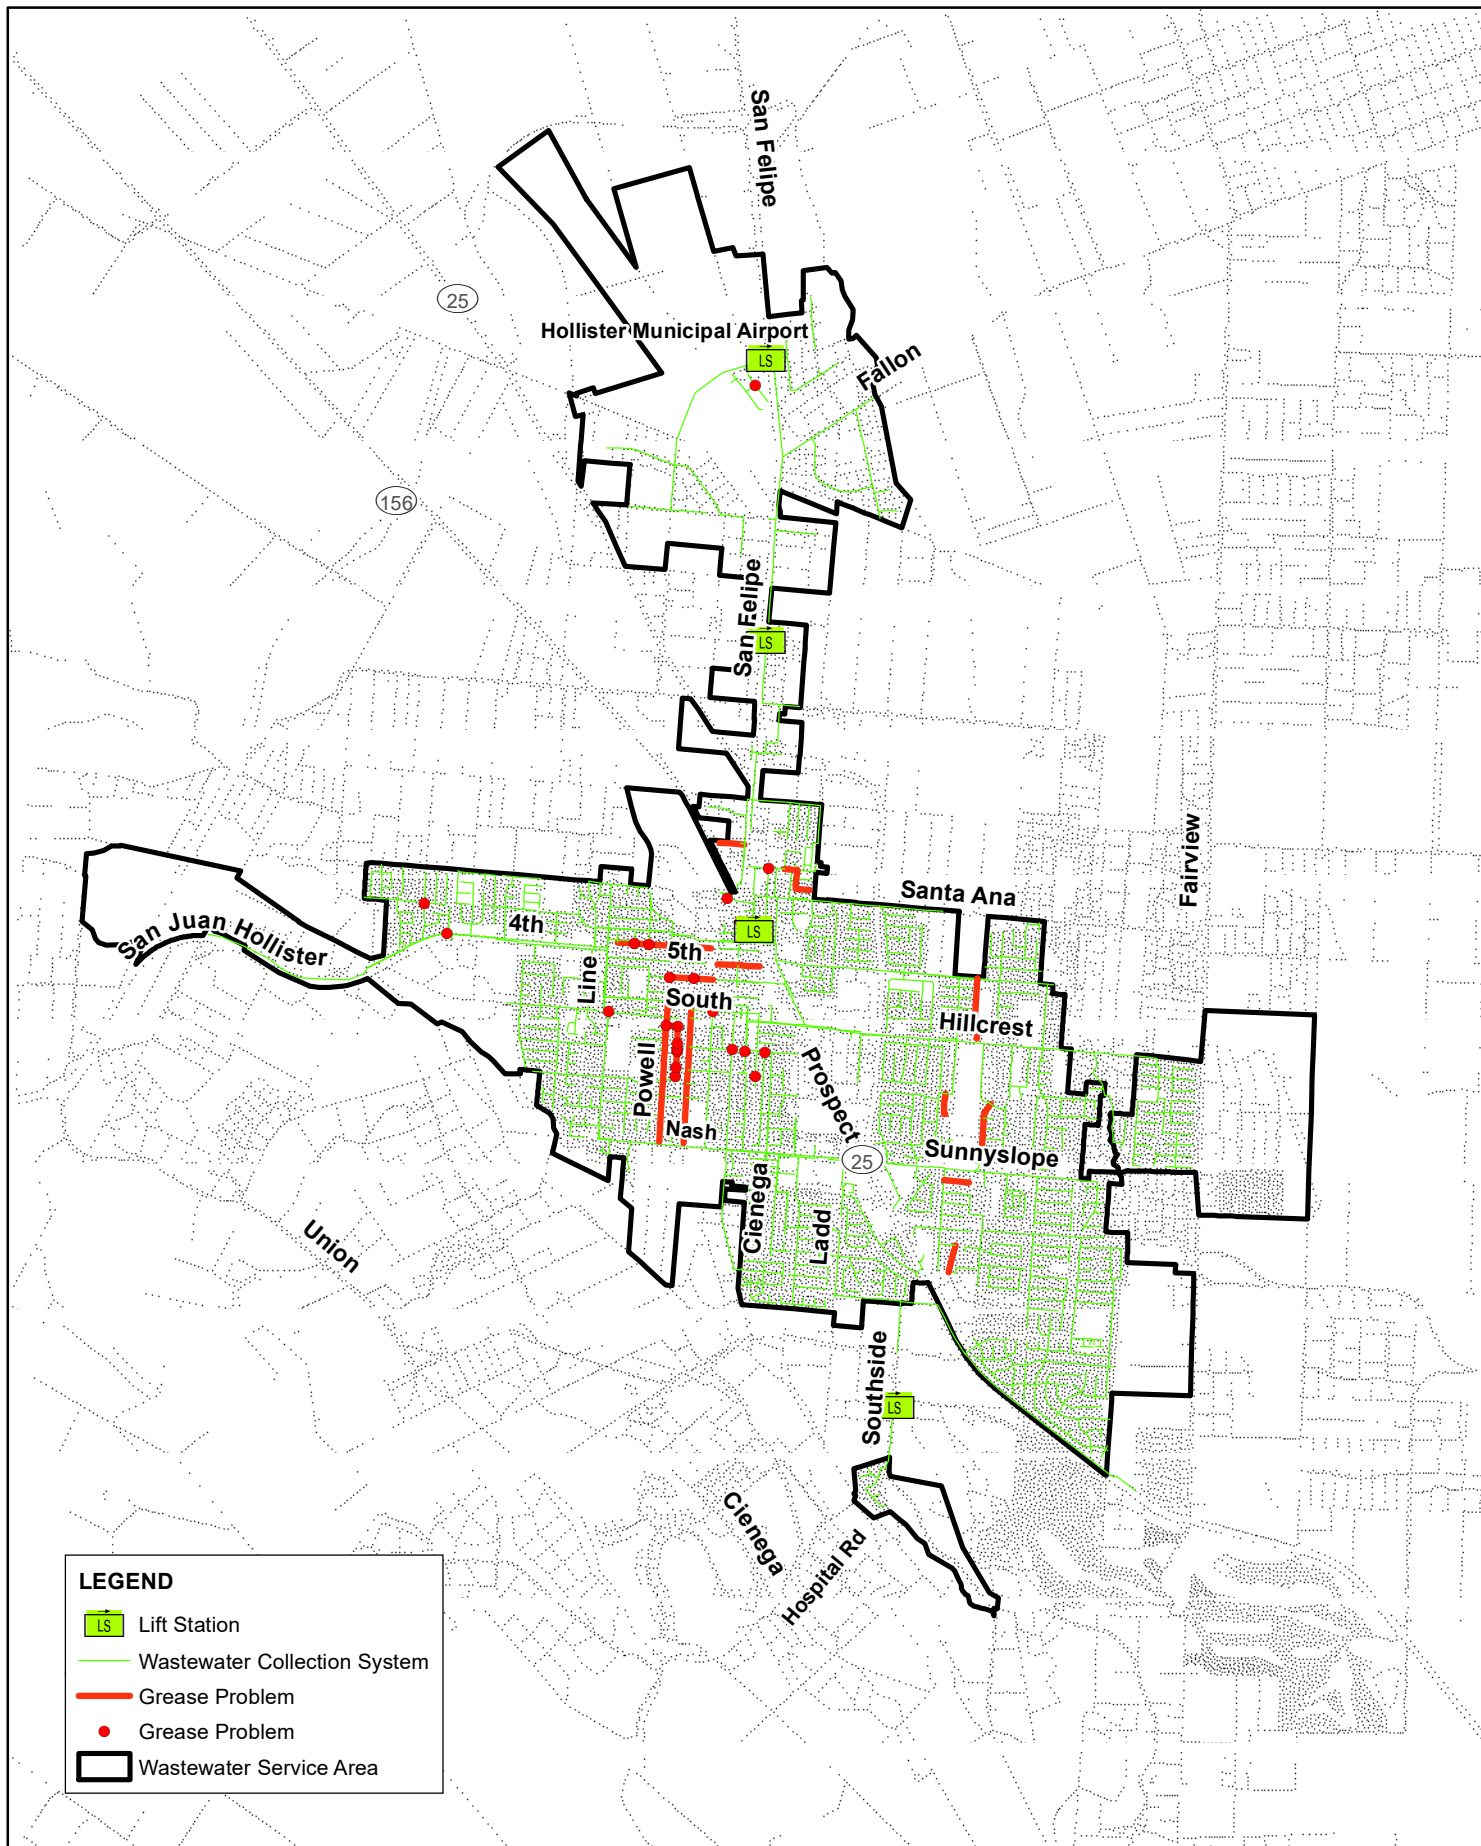 San Felipe
25
Hollister Municipal Airport
LS
Fallon
156
San Felipe
LS
Fairview
Santa Ana
San Juan Hollister
4th
LS
5th
Line
South
Hillcrest
Powell
Prospect
Nash
25
Sunnyslope
Cienega
Ladd
Union
Southside
LS
Cienega
Hospital Rd
LEGEND
LS Lift Station
Wastewater Collection System
Grease Problem
Grease Problem
Wastewater Service Area